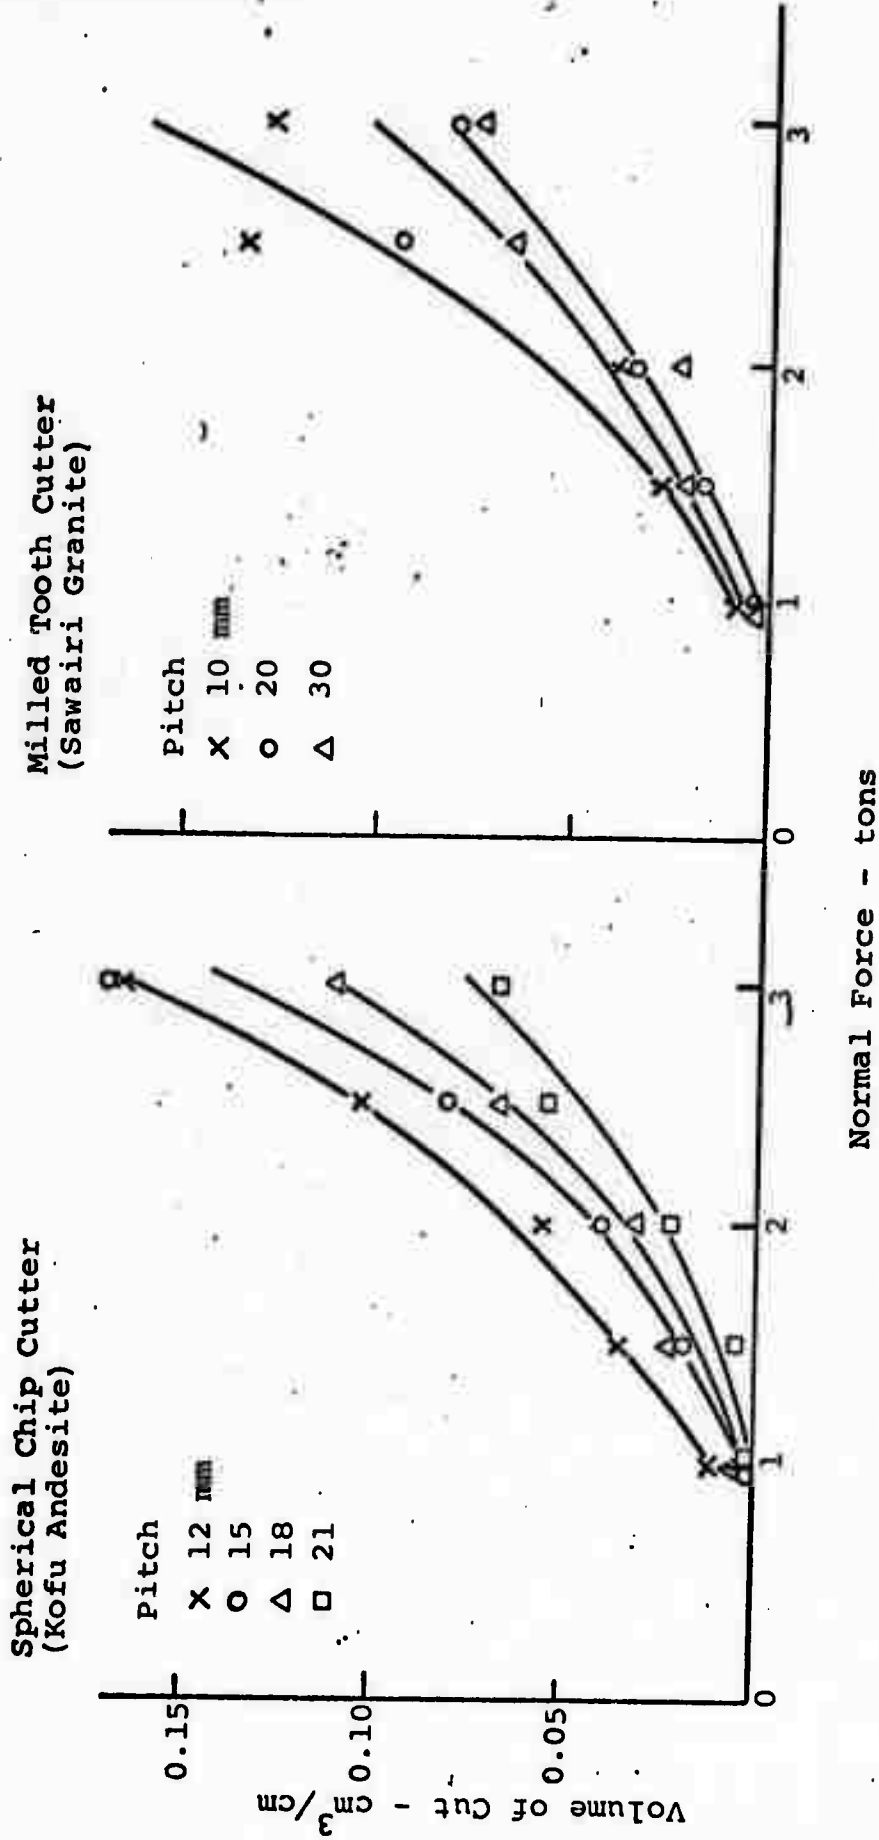 Spherical Chip Cutter
(Kofu Andesite)
Milled Tooth Cutter
(Sawairi Granite)
Pitch
X 12 mm
O 15
△ 18
□ 21
Pitch
X 10 mm
O 20
△ 30
Volume of Cut - cm³/cm
0.15
0.10
0.05
0
1
2
3
0
1
2
3
Normal Force - tons